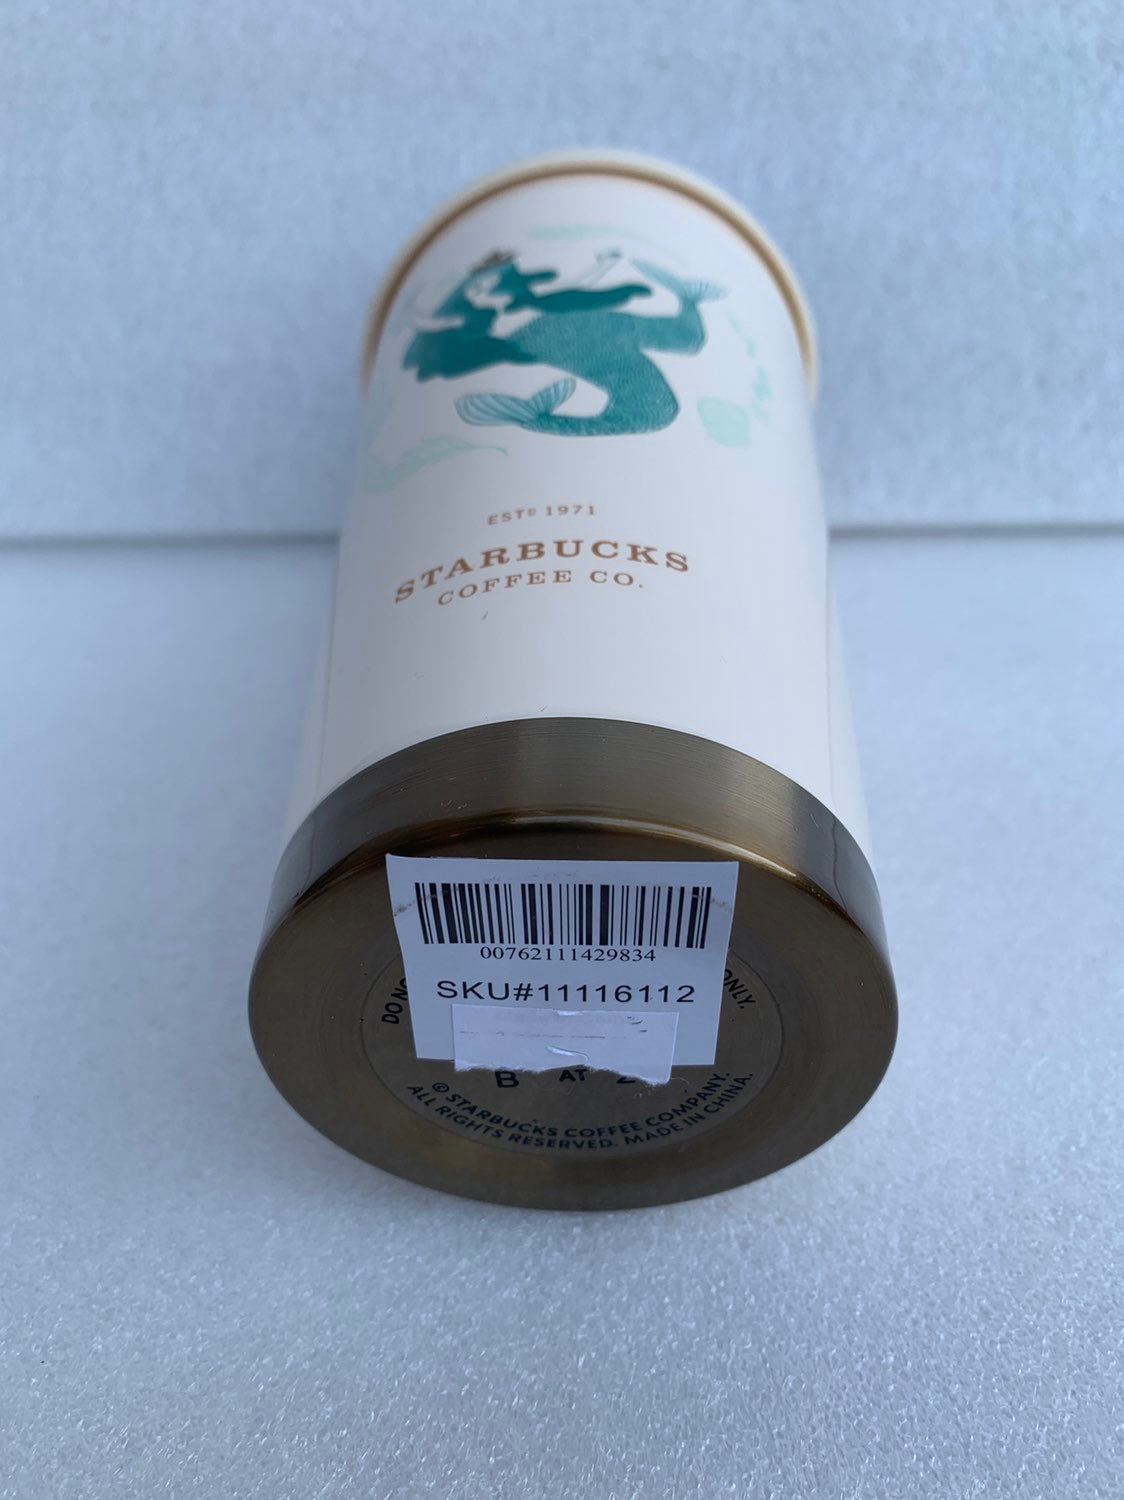 ESTD 1971
STARBUCKS
COFFEE CO.
00762111429834
SKU#11116112
ONLY.
B AT
© STARBUCKS COFFEE COMPANY.
ALL RIGHTS RESERVED. MADE IN CHINA.